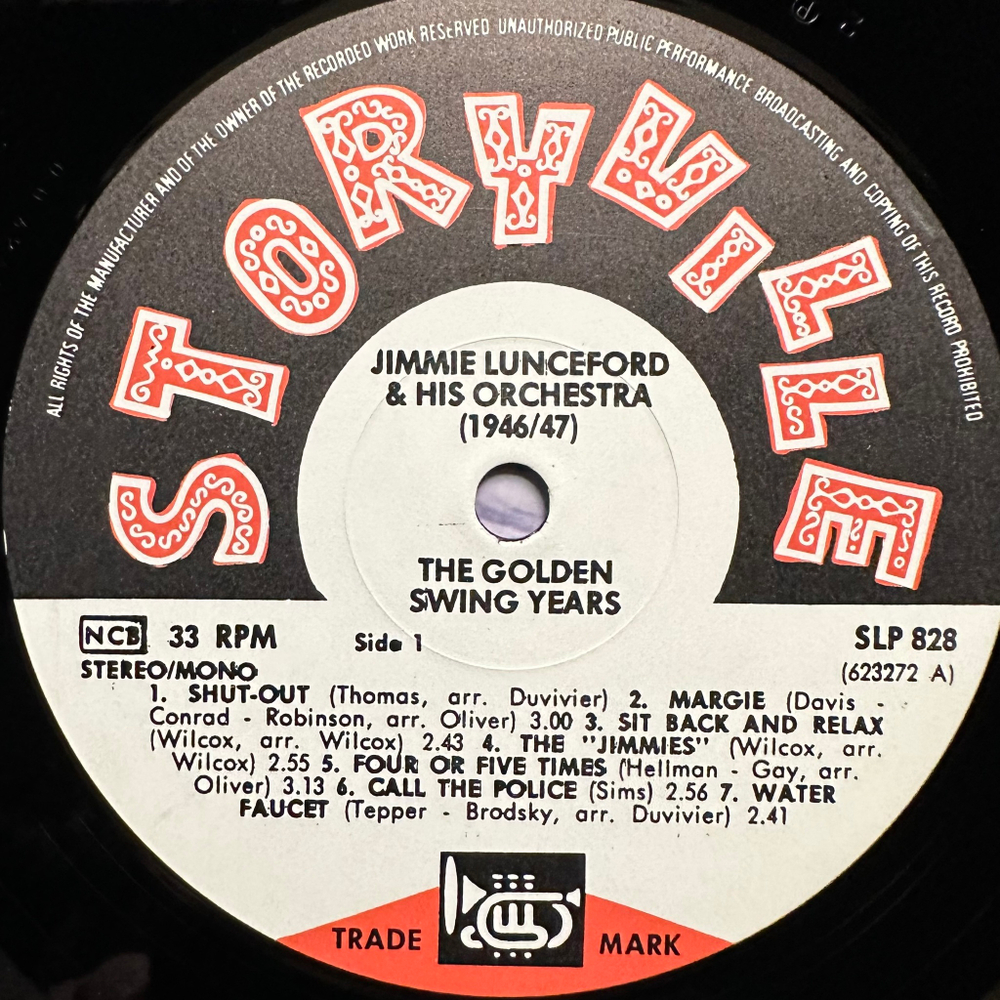 ALL RIGHTS OF THE MANUFACTURER AND OF THE OWNER OF THE RECORDED WORK RESERVED UNAUTHORIZED PUBLIC PERFORMANCE BROADCASTING AND COPYING OF THIS RECORD PROHIBITED
STORYVILLE
JIMMIE LUNCEFORD
& HIS ORCHESTRA
(1946/47)
THE GOLDEN
SWING YEARS
NCB 33 RPM Side 1 SLP 828
STEREO/MONO (623272 A)
1. SHUT-OUT (Thomas, arr. Duvivier) 2. MARGIE (Davis -
Conrad - Robinson, arr. Oliver) 3.00 3. SIT BACK AND RELAX
(Wilcox, arr. Wilcox) 2.43 4. THE "JIMMIES" (Wilcox, arr.
Wilcox) 2.55 5. FOUR OR FIVE TIMES (Hellman - Gay, arr.
Oliver) 3.13 6. CALL THE POLICE (Sims) 2.56 7. WATER
FAUCET (Tepper - Brodsky, arr. Duvivier) 2.41
TRADE MARK